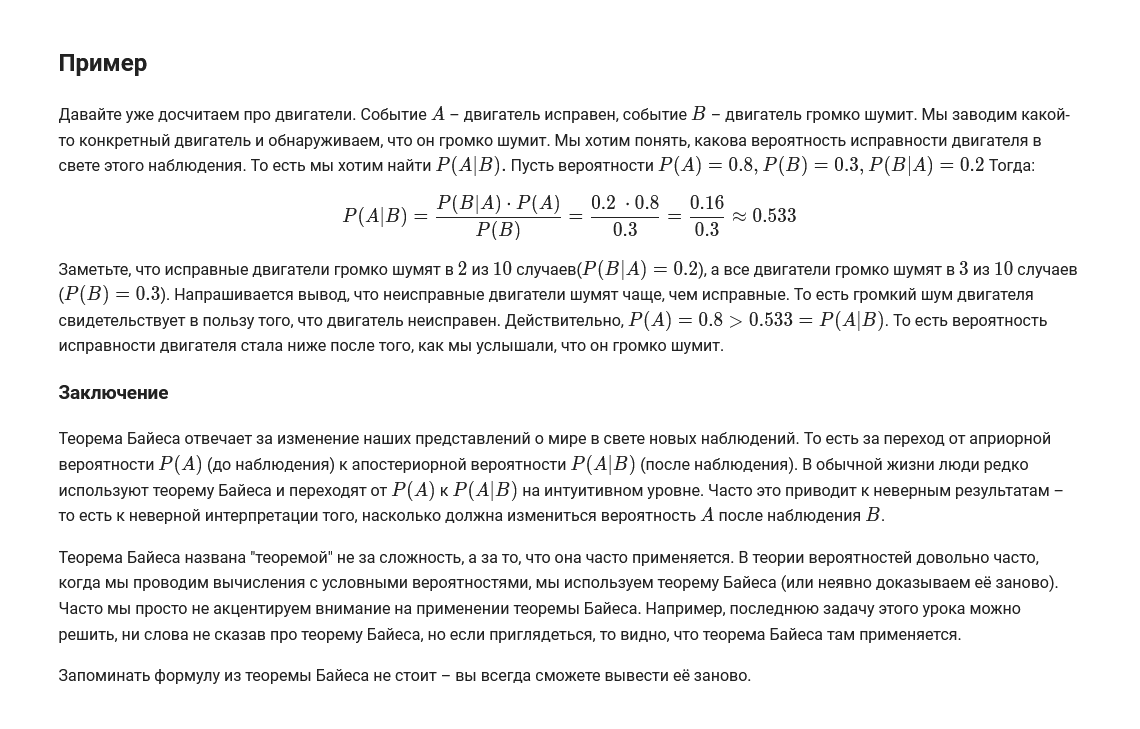 Пример
Давайте уже досчитаем про двигатели. Событие A – двигатель исправен, событие B – двигатель громко шумит. Мы заводим какой-
то конкретный двигатель и обнаруживаем, что он громко шумит. Мы хотим понять, какова вероятность исправности двигателя в
свете этого наблюдения. То есть мы хотим найти P(A|B). Пусть вероятности P(A) = 0.8, P(B) = 0.3, P(B|A) = 0.2 Тогда:
P(A|B) = P(B|A) · P(A) / P(B) = 0.2 · 0.8 / 0.3 = 0.16 / 0.3 ≈ 0.533
Заметьте, что исправные двигатели громко шумят в 2 из 10 случаев(P(B|A) = 0.2), а все двигатели громко шумят в 3 из 10 случаев
(P(B) = 0.3). Напрашивается вывод, что неисправные двигатели шумят чаще, чем исправные. То есть громкий шум двигателя
свидетельствует в пользу того, что двигатель неисправен. Действительно, P(A) = 0.8 > 0.533 = P(A|B). То есть вероятность
исправности двигателя стала ниже после того, как мы услышали, что он громко шумит.
Заключение
Теорема Байеса отвечает за изменение наших представлений о мире в свете новых наблюдений. То есть за переход от априорной
вероятности P(A) (до наблюдения) к апостериорной вероятности P(A|B) (после наблюдения). В обычной жизни люди редко
используют теорему Байеса и переходят от P(A) к P(A|B) на интуитивном уровне. Часто это приводит к неверным результатам –
то есть к неверной интерпретации того, насколько должна измениться вероятность A после наблюдения B.
Теорема Байеса названа "теоремой" не за сложность, а за то, что она часто применяется. В теории вероятностей довольно часто,
когда мы проводим вычисления с условными вероятностями, мы используем теорему Байеса (или неявно доказываем её заново).
Часто мы просто не акцентируем внимание на применении теоремы Байеса. Например, последнюю задачу этого урока можно
решить, ни слова не сказав про теорему Байеса, но если приглядеться, то видно, что теорема Байеса там применяется.
Запоминать формулу из теоремы Байеса не стоит – вы всегда сможете вывести её заново.